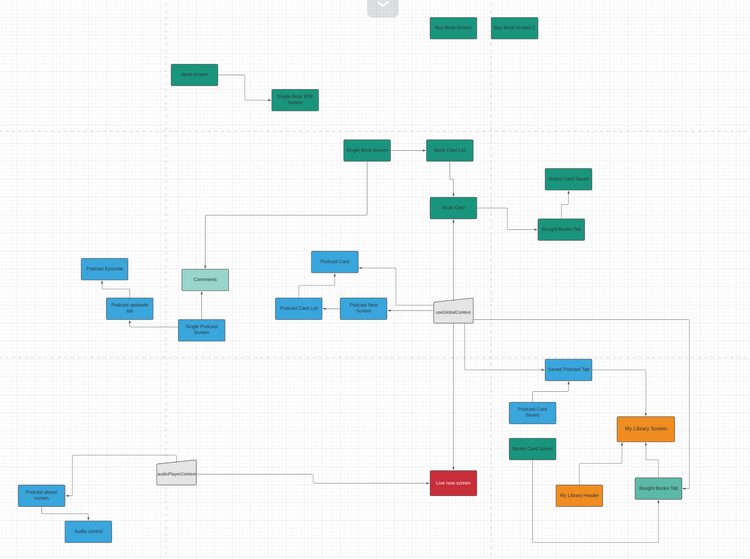 Buy Book Screen
Buy Book Screen 2
epub screen
Single Book PDF
Screen
Single Book Screen
Book Card List
Books Card Saved
Book Card
Bought Books Tab
Podcast Episode
Podcast Card
Comments
Podcast episode
tab
Podcast Card List
Podcast New
Screen
useGlobalContext
Single Podcast
Screen
Saved Podcast Tab
Podcast Card
Saved
My Library Screen
Books Card Saved
audioPlayerContext
Live now screen
Podcast player
screen
My Library Header
Bought Books Tab
Audio control